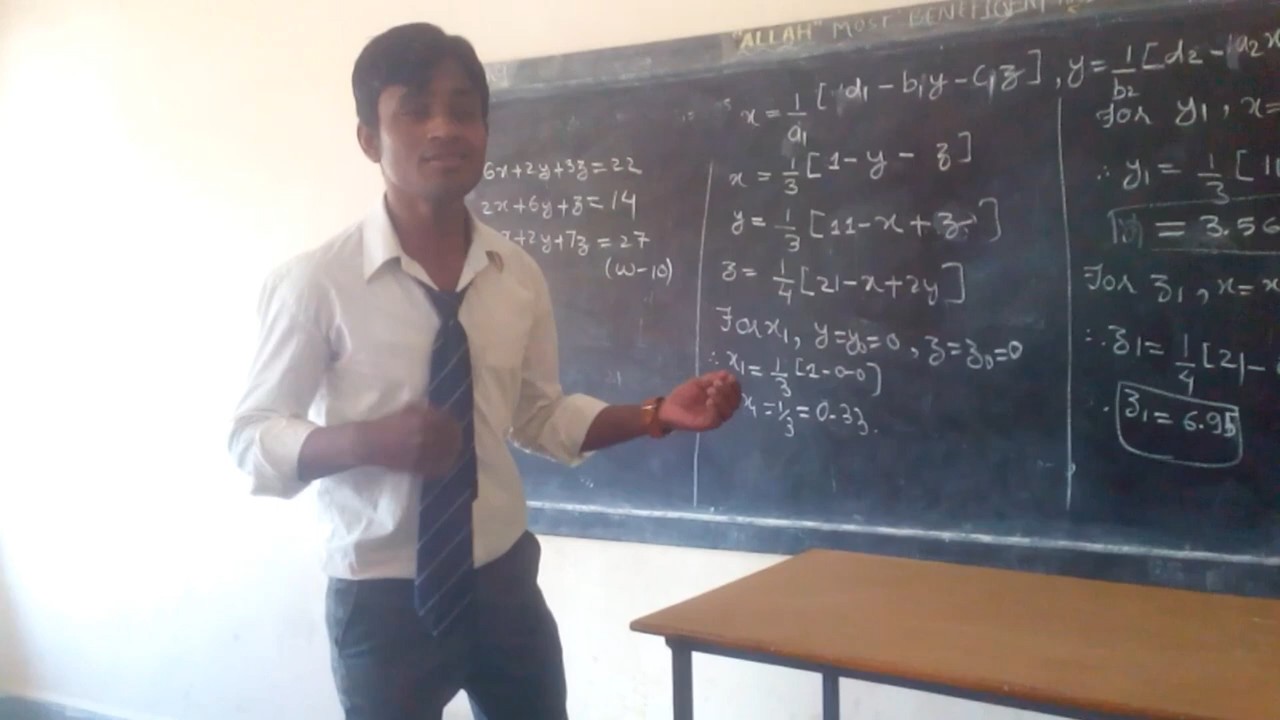 "ALLAH" MOST BENEFICIENT
6x+2y+3z=22
2x+6y+z=14
x+2y+7z=27
(W-10)
x = 1/a₁ [d₁ - b₁y - c₁z], y = 1/b₂ [d₂ - a₂x
x = 1/3 [1 - y - z]
y = 1/3 [11 - x + z]
z = 1/4 [21 - x + 2y]
For x₁, y=y₀=0, z=z₀=0
∴ x₁ = 1/3 [1-0-0]
x₁ = 1/3 = 0.33.
For y₁, x=
∴ y₁ = 1/3 [11
= 3.56
For z₁, x=x
∴ z₁ = 1/4 [21-
∴ z₁ = 6.95